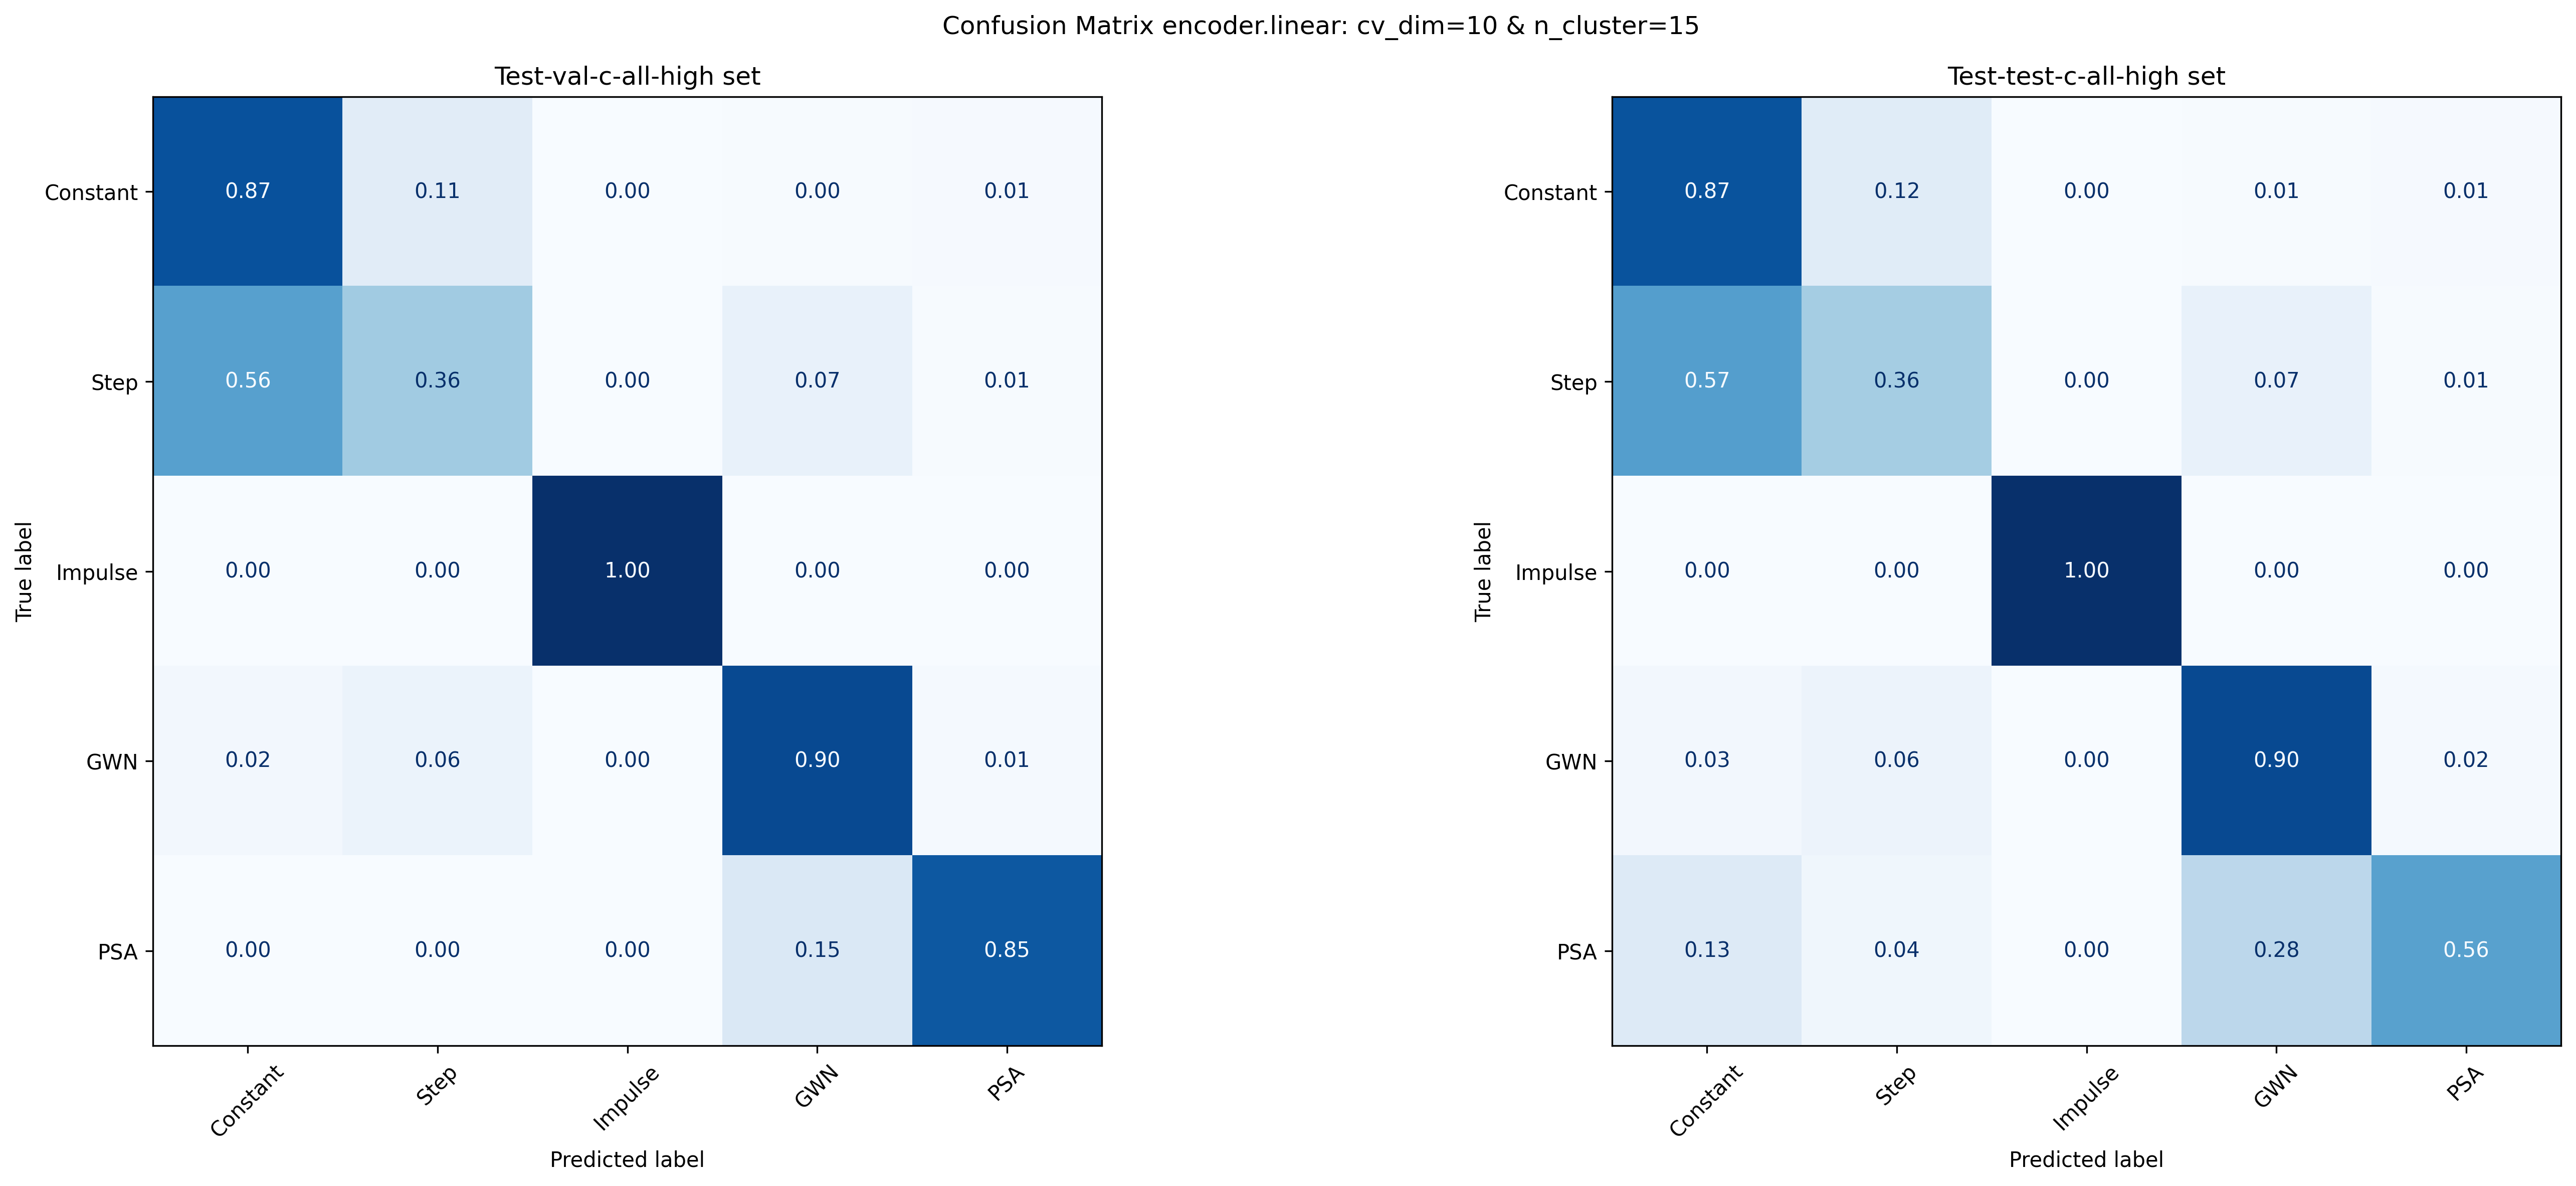 Confusion Matrix encoder.linear: cv_dim=10 & n_cluster=15
Test-val-c-all-high set
True label
Constant 0.87 0.11 0.00 0.00 0.01
Step 0.56 0.36 0.00 0.07 0.01
Impulse 0.00 0.00 1.00 0.00 0.00
GWN 0.02 0.06 0.00 0.90 0.01
PSA 0.00 0.00 0.00 0.15 0.85
Constant Step Impulse GWN PSA
Predicted label
Test-test-c-all-high set
True label
Constant 0.87 0.12 0.00 0.01 0.01
Step 0.57 0.36 0.00 0.07 0.01
Impulse 0.00 0.00 1.00 0.00 0.00
GWN 0.03 0.06 0.00 0.90 0.02
PSA 0.13 0.04 0.00 0.28 0.56
Constant Step Impulse GWN PSA
Predicted label